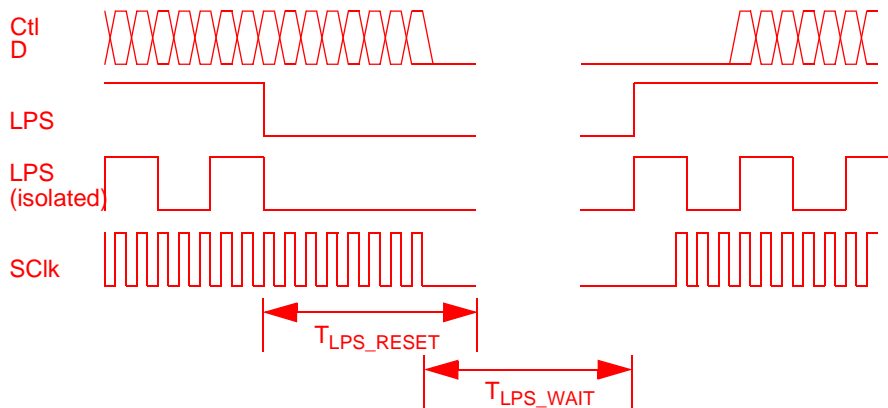 Ctl
D
LPS
LPS
(isolated)
SClk
TLPS_RESET
TLPS_WAIT